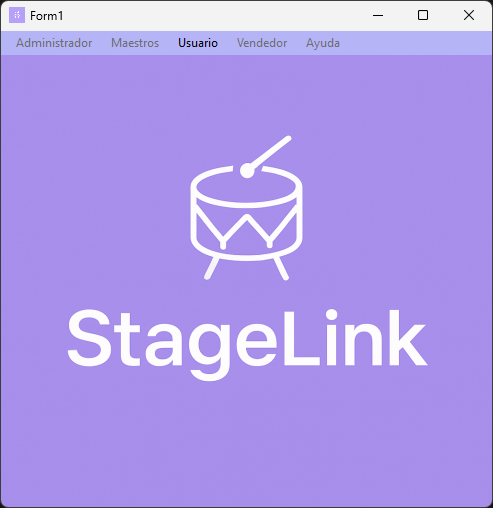 Form1
Administrador Maestros Usuario Vendedor Ayuda
StageLink